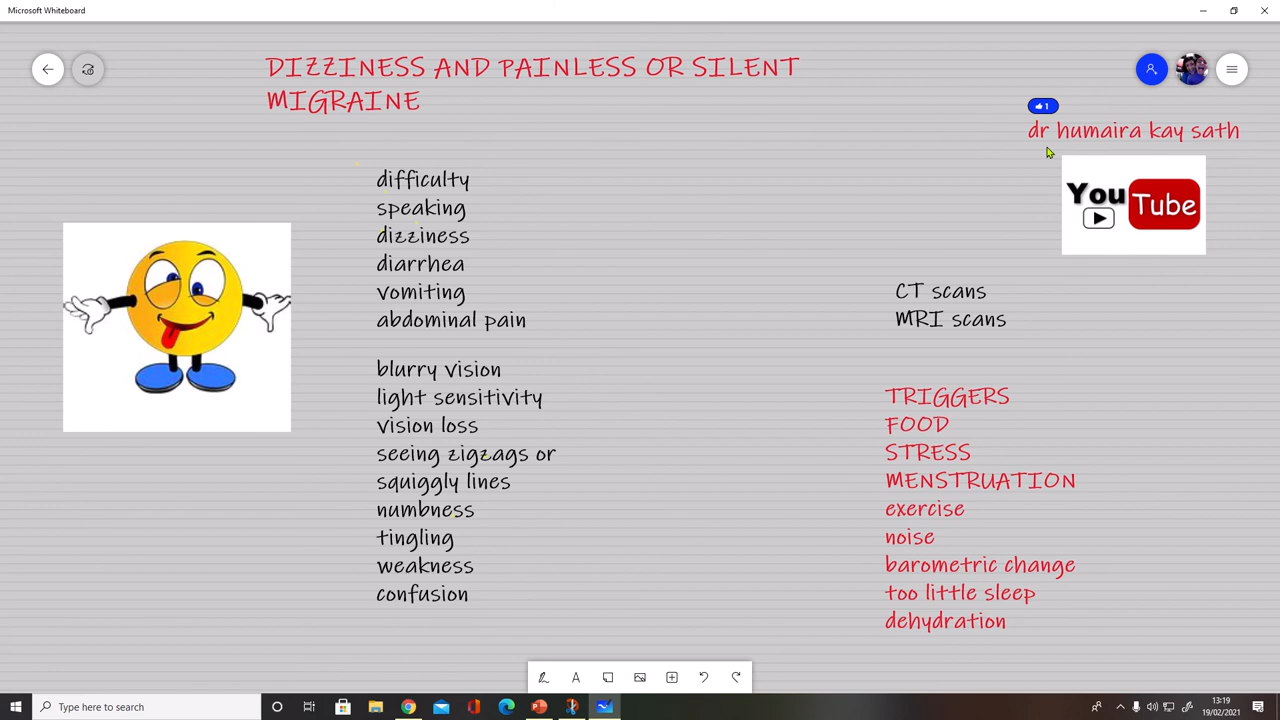 Microsoft Whiteboard
DIZZINESS AND PAINLESS OR SILENT
MIGRAINE
1
dr humaira kay sath
You Tube
difficulty
speaking
dizziness
diarrhea
vomiting
abdominal pain
blurry vision
light sensitivity
vision loss
seeing zigzags or
squiggly lines
numbness
tingling
weakness
confusion
CT scans
MRI scans
TRIGGERS
FOOD
STRESS
MENSTRUATION
exercise
noise
barometric change
too little sleep
dehydration
A
Type here to search
13:19
19/02/2021